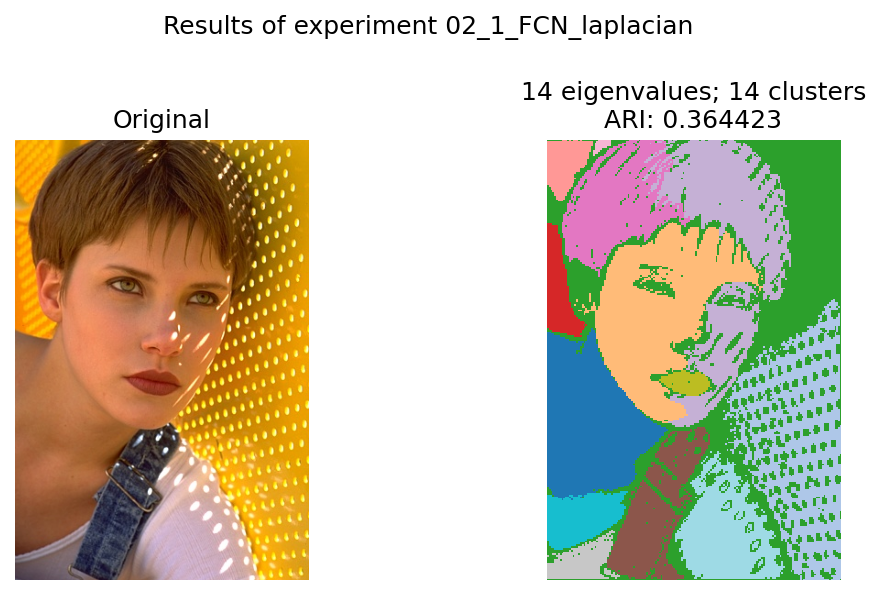 Results of experiment 02_1_FCN_laplacian
Original
14 eigenvalues; 14 clusters
ARI: 0.364423